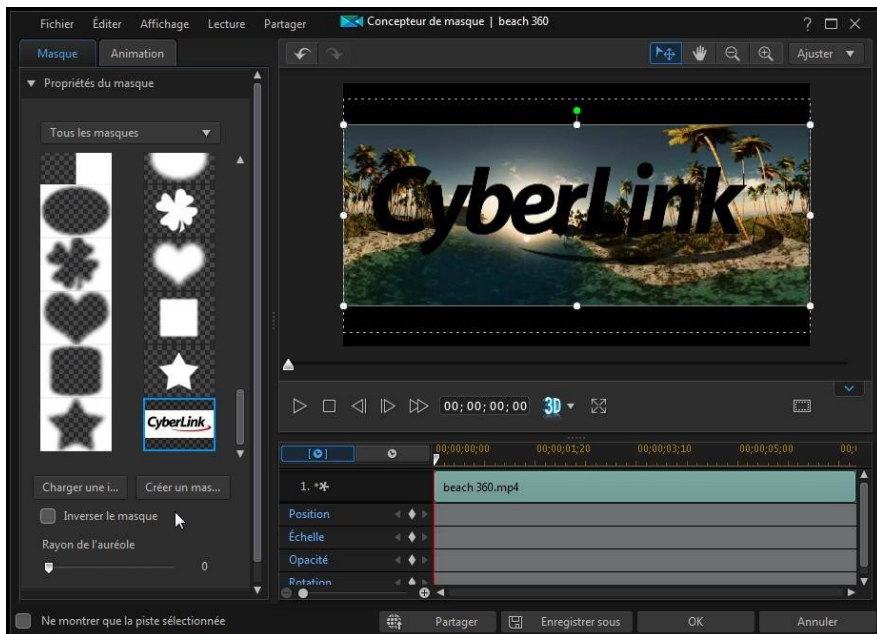 Fichier Éditer Affichage Lecture Partager Concepteur de masque | beach 360 ?
Masque Animation
Ajuster
Propriétés du masque
Tous les masques
CyberLink
CyberLink
00;00;00;00 3D
00;00;00;00 00;00;01;20 00;00;03;10 00;00;05;00
Charger une i... Créer un mas...
1. beach 360.mp4
Inverser le masque
Position
Rayon de l'auréole
Échelle
0
Opacité
Rotation
Ne montrer que la piste sélectionnée Partager Enregistrer sous OK Annuler